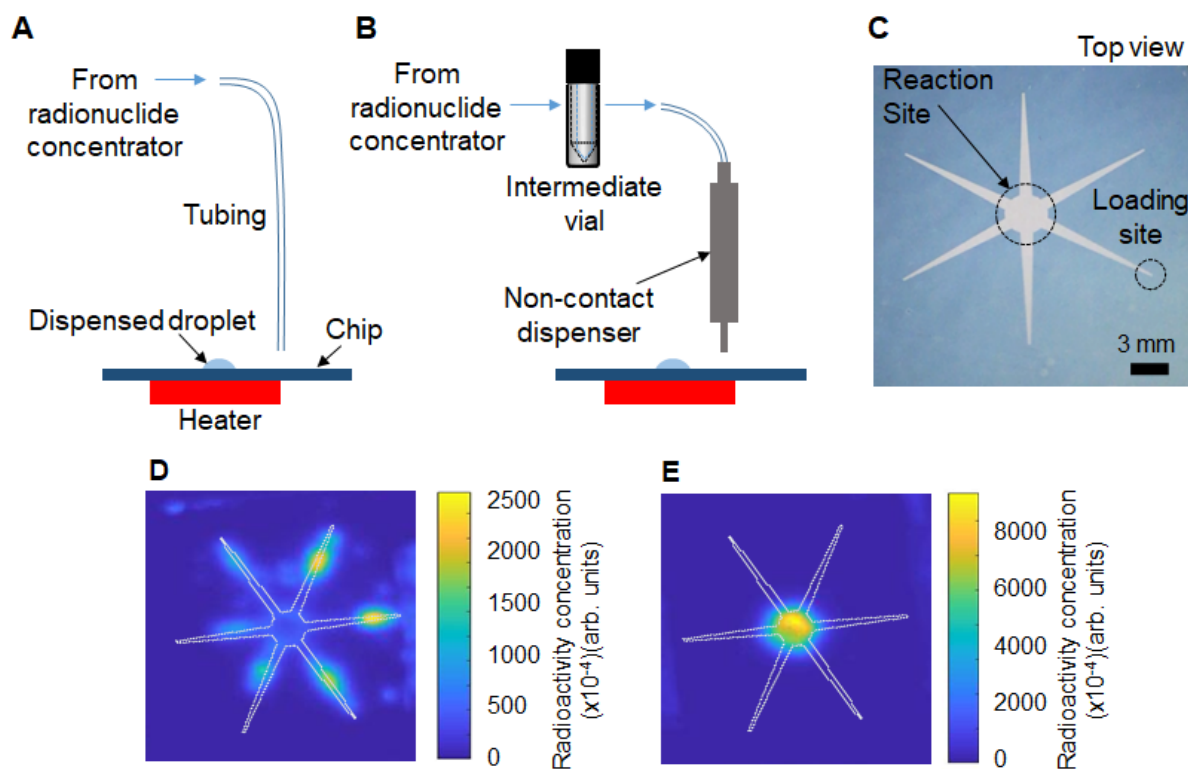 A
From
radionuclide
concentrator
Tubing
Dispensed droplet
Chip
Heater
B
From
radionuclide
concentrator
Intermediate
vial
Non-contact
dispenser
C
Top view
Reaction
Site
Loading
site
3 mm
D
2500
2000
1500
1000
500
0
Radioactivity concentration
(x10⁻⁴)(arb. units)
E
8000
6000
4000
2000
0
Radioactivity concentration
(x10⁻⁴)(arb. units)